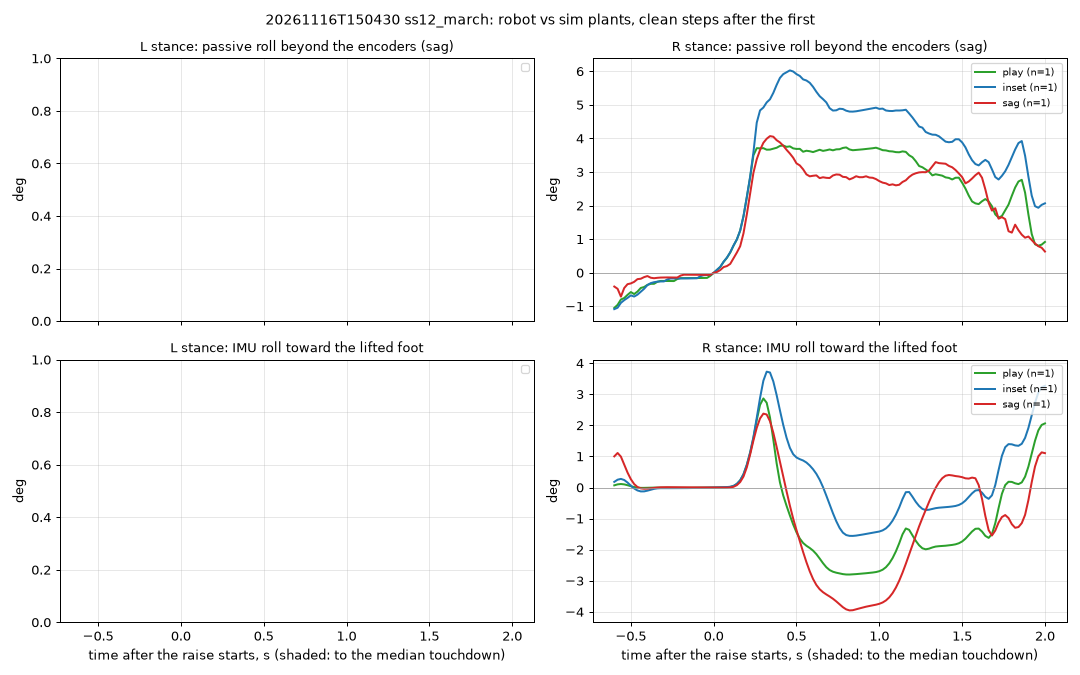 20261116T150430 ss12_march: robot vs sim plants, clean steps after the first
L stance: passive roll beyond the encoders (sag)
deg
1.0
0.8
0.6
0.4
0.2
0.0
R stance: passive roll beyond the encoders (sag)
deg
6
5
4
3
2
1
0
−1
play (n=1)
inset (n=1)
sag (n=1)
L stance: IMU roll toward the lifted foot
deg
1.0
0.8
0.6
0.4
0.2
0.0
−0.5 0.0 0.5 1.0 1.5 2.0
time after the raise starts, s (shaded: to the median touchdown)
R stance: IMU roll toward the lifted foot
deg
4
3
2
1
0
−1
−2
−3
−4
play (n=1)
inset (n=1)
sag (n=1)
−0.5 0.0 0.5 1.0 1.5 2.0
time after the raise starts, s (shaded: to the median touchdown)